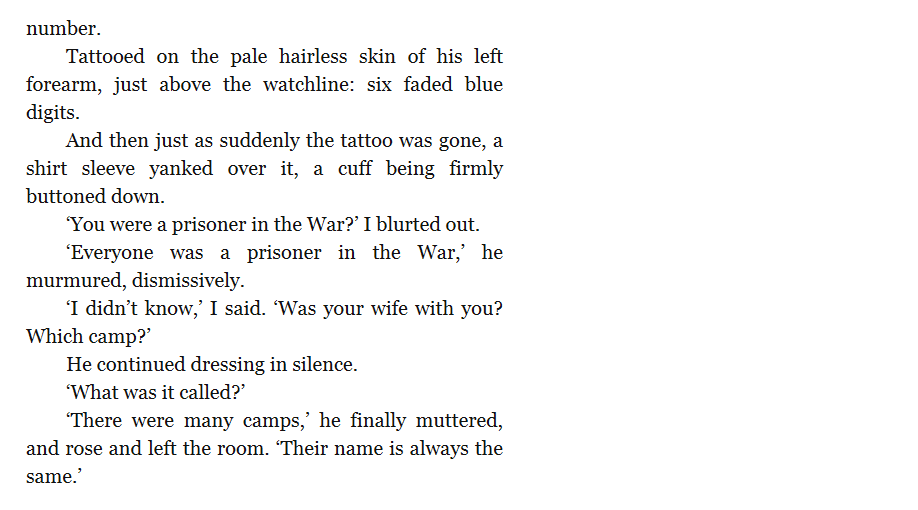 number.
Tattooed on the pale hairless skin of his left
forearm, just above the watchline: six faded blue
digits.
And then just as suddenly the tattoo was gone, a
shirt sleeve yanked over it, a cuff being firmly
buttoned down.
‘You were a prisoner in the War?’ I blurted out.
‘Everyone was a prisoner in the War,’ he
murmured, dismissively.
‘I didn’t know,’ I said. ‘Was your wife with you?
Which camp?’
He continued dressing in silence.
‘What was it called?’
‘There were many camps,’ he finally muttered,
and rose and left the room. ‘Their name is always the
same.’